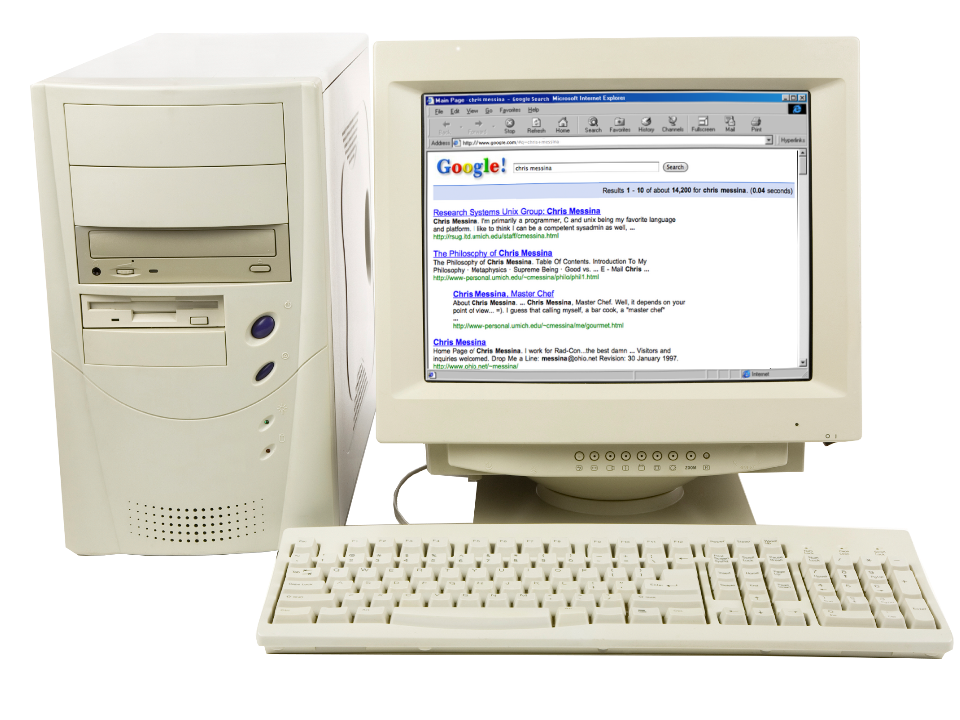 Main Page chris messina - Google Search Microsoft Internet Explorer
File Edit View Go Favorites Help
Stop Refresh Home Search Favorites History Channels Fullscreen Mail Print
Address http://www.google.com/ Hyperlinks
Google! chris messina Search
Results 1 - 10 of about 14,200 for chris messina. (0.04 seconds)
Research Systems Unix Group: Chris Messina
Chris Messina. I'm primarily a programmer, C and unix being my favorite language
and platform. I like to think I can be a competent sysadmin as well, ...
http://rsug.itd.umich.edu/staff/cmessina.html
The Philosophy of Chris Messina
The Philosophy of Chris Messina. Table Of Contents. Introduction To My
Philosophy · Metaphysics · Supreme Being · Good vs. ... E - Mail Chris ...
http://www-personal.umich.edu/~cmessina/philo/phil1.html
Chris Messina, Master Chef
About Chris Messina. ... Chris Messina, Master Chef. Well, it depends on your
point of view... =). I guess that calling myself, a bar cook, a "master chef"
...
http://www-personal.umich.edu/~cmessina/me/gourmet.html
Chris Messina
Home Page of Chris Messina. I work for Rad-Con...the best damn ... Visitors and
inquiries welcomed. Drop Me a Line: messina@ohio.net Revision: 30 January 1997.
http://www.ohio.net/~messina/
Internet
ZOOM